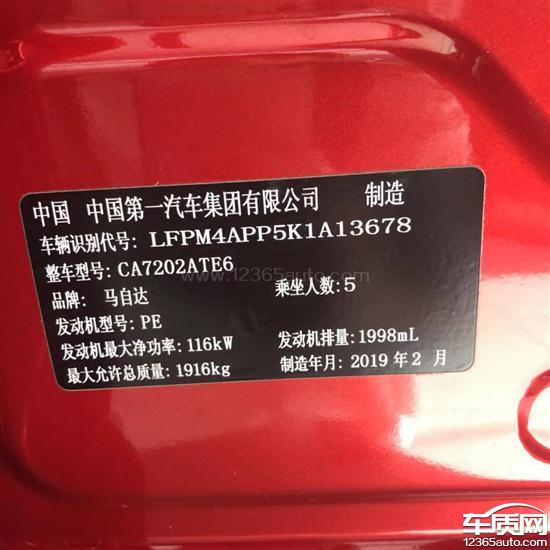 中国 中国第一汽车集团有限公司 制造
车辆识别代号: LFPM4APP5K1A13678
整车型号: CA7202ATE6
品牌: 马自达 乘坐人数: 5
发动机型号: PE
发动机最大净功率: 116kW 发动机排量: 1998mL
最大允许总质量: 1916kg 制造年月: 2019 年 2 月
www.12365auto.com
车质网
12365auto.com